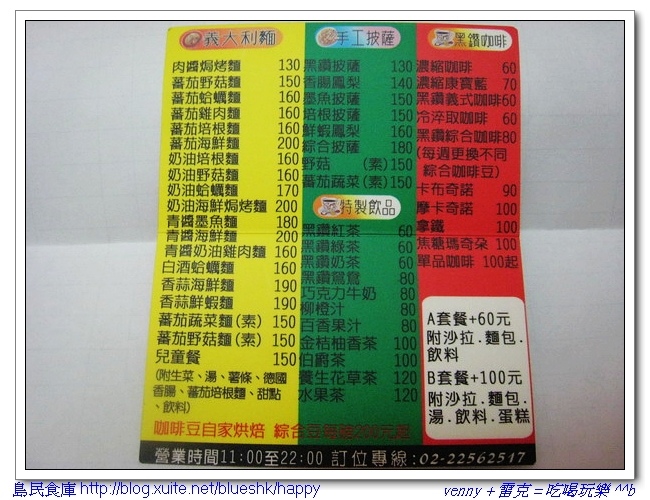 義大利麵
肉醬焗烤麵 130
蕃茄野菇麵 150
蕃茄蛤蠣麵 160
蕃茄雞肉麵 160
蕃茄培根麵 160
蕃茄海鮮麵 200
奶油培根麵 160
奶油野菇麵 160
奶油蛤蠣麵 170
奶油海鮮焗烤麵 200
青醬墨魚麵 180
青醬海鮮麵 200
青醬奶油雞肉麵 160
白酒蛤蠣麵 160
香蒜海鮮麵 190
香蒜鮮蝦麵 190
蕃茄蔬菜麵(素) 150
蕃茄野菇麵(素) 150
兒童餐 150
(附生菜、湯、薯條、德國
香腸、蕃茄培根麵、甜點
、飲料)
手工披薩
黑鑽披薩 130
香腸鳳梨 140
墨魚披薩 150
培根披薩 150
鮮蝦鳳梨 160
綜合披薩 180
野菇 (素)150
蕃茄蔬菜(素)150
特製飲品
黑鑽紅茶 60
黑鑽綠茶 60
黑鑽奶茶 60
黑鑽鴛鴦 80
巧克力牛奶 80
柳橙汁 80
百香果汁 80
金桔柚香茶 100
伯爵茶 100
養生花草茶 120
水果茶 120
黑鑽咖啡
濃縮咖啡 60
濃縮康寶藍 70
黑鑽義式咖啡60
冷淬取咖啡 60
黑鑽綜合咖啡80
(每週更換不同
綜合咖啡豆)
卡布奇諾 90
摩卡奇諾 100
拿鐵 100
焦糖瑪奇朵 100
單品咖啡 100起
A套餐+60元
附沙拉.麵包.
飲料
B套餐+100元
附沙拉.麵包.
湯.飲料.蛋糕
咖啡豆自家烘焙 綜合豆每磅200元起
營業時間11:00至22:00 訂位專線:02-22562517
島民食庫 http://blog.xuite.net/blueshk/happy
venny + 雷克 = 吃喝玩樂 ^^b